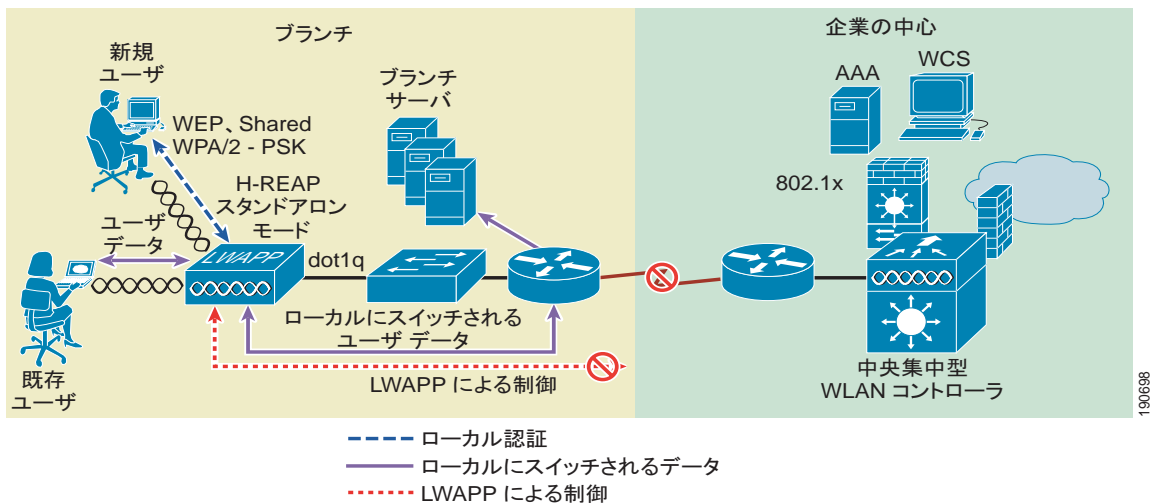 ブランチ
企業の中心
新規
ユーザ
WEP、Shared
WPA/2 - PSK
ブランチ
サーバ
AAA
WCS
802.1x
H-REAP
スタンドアロン
モード
ユーザ
データ
LWAPP
dot1q
ローカルにスイッチされる
ユーザ データ
LWAPP による制御
既存
ユーザ
中央集中型
WLAN コントローラ
190698
ローカル認証
ローカルにスイッチされるデータ
LWAPP による制御